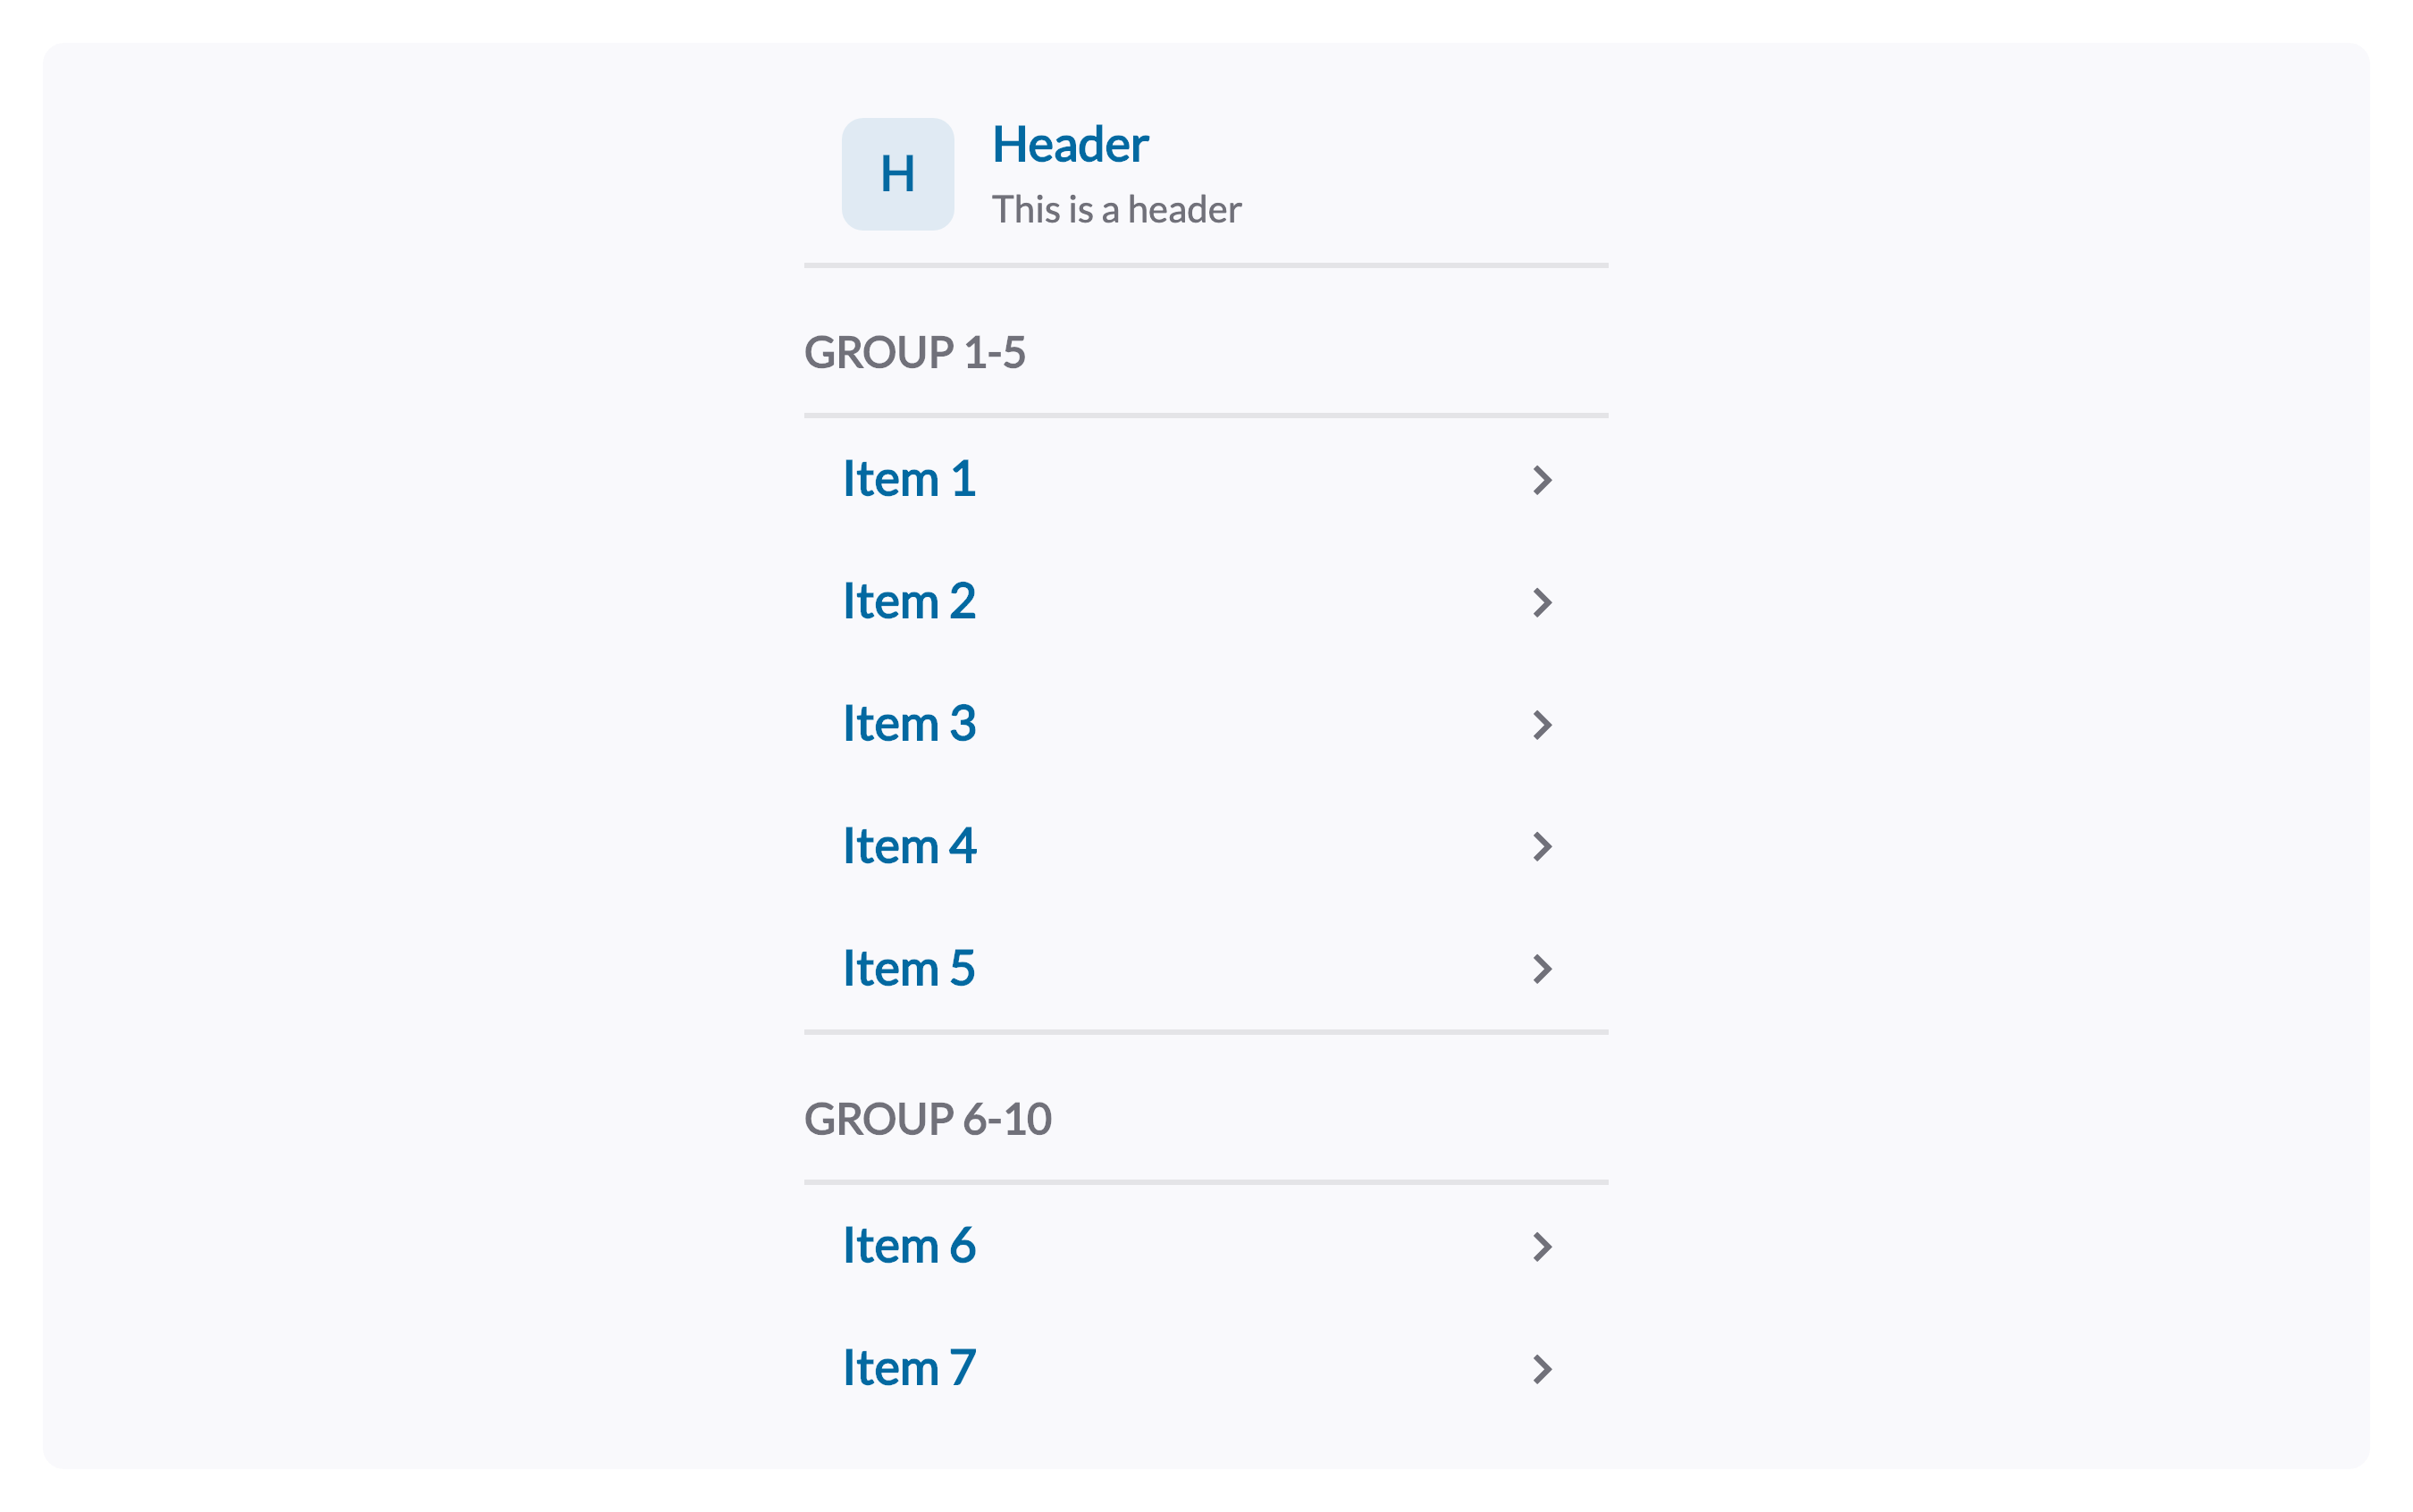 H
Header
This is a header
GROUP 1-5
Item 1
Item 2
Item 3
Item 4
Item 5
GROUP 6-10
Item 6
Item 7